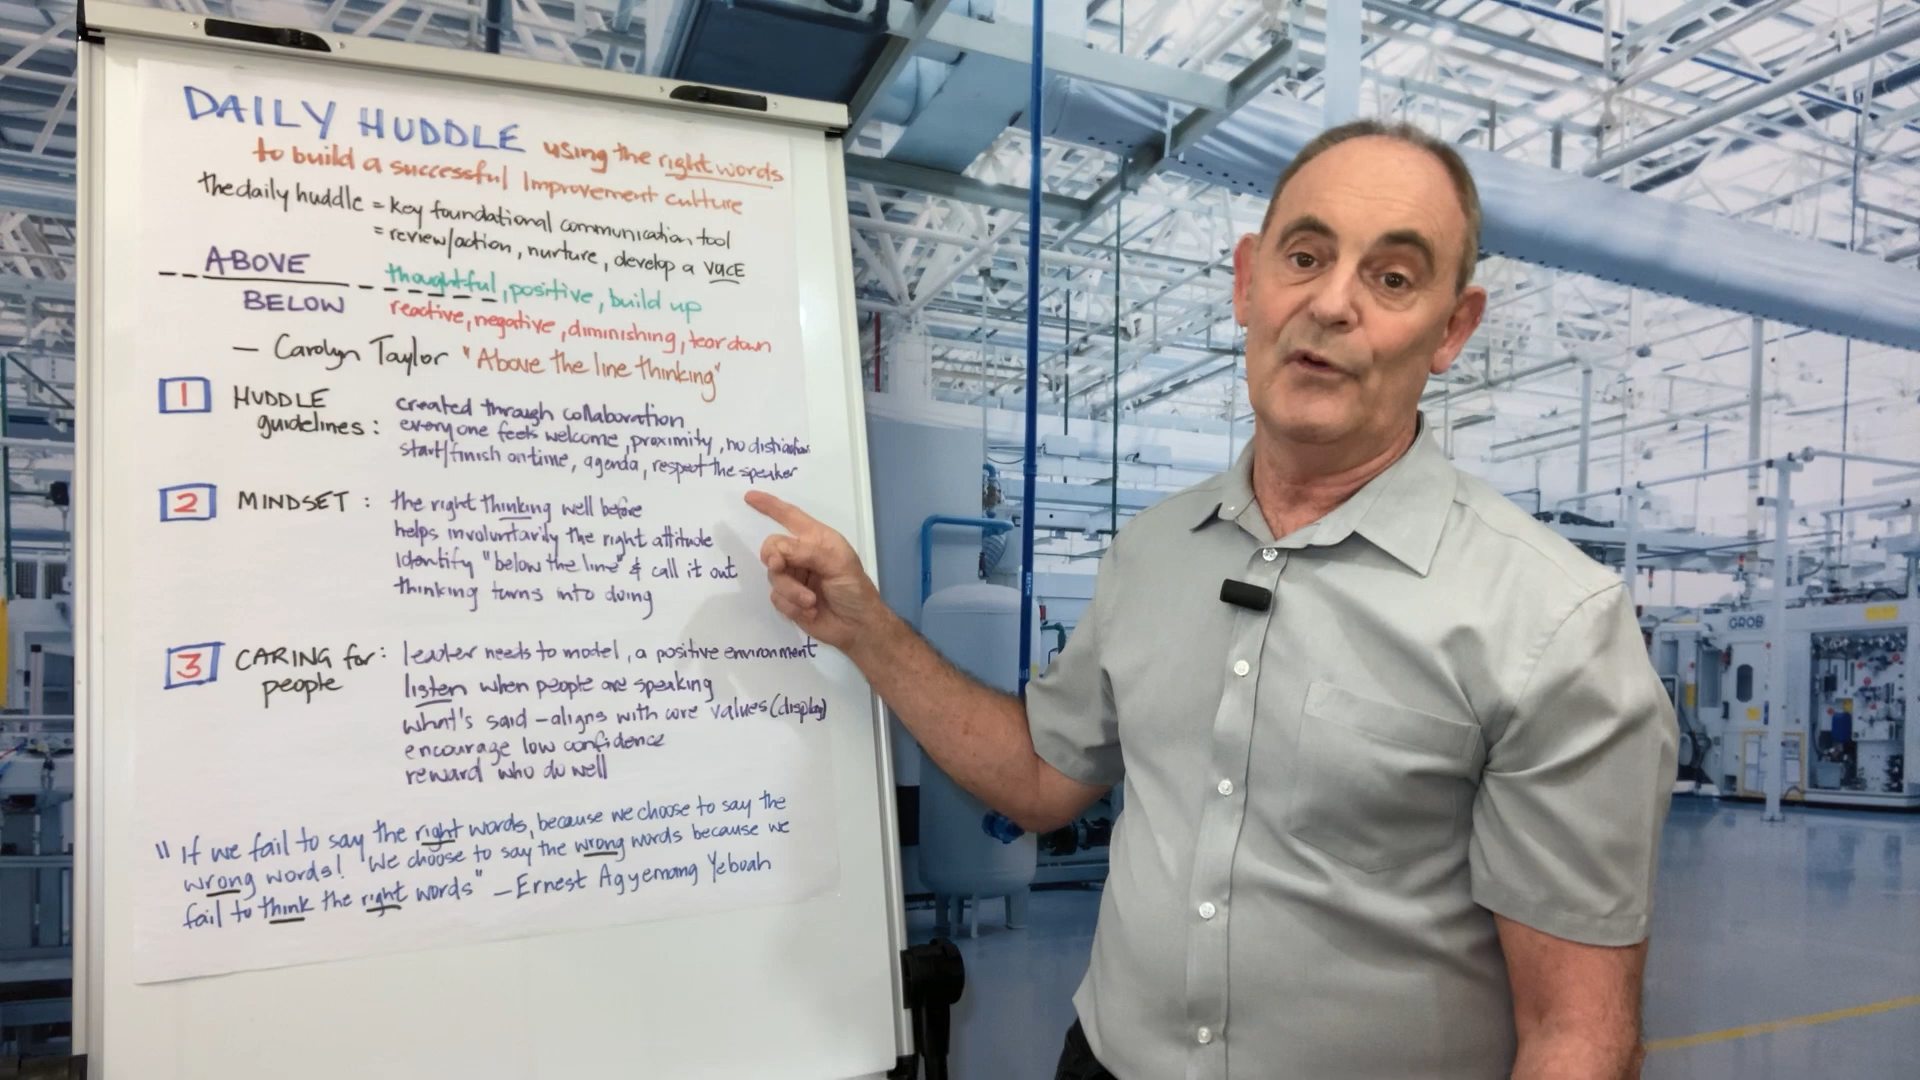 DAILY HUDDLE using the right words
to build a successful Improvement culture
the daily huddle = key foundational communication tool
= review/action, nurture, develop a
ABOVE thoughtful, positive, build up
BELOW reactive, negative, diminishing, tear down
— Carolyn Taylor "Above the line thinking"
1 HUDDLE guidelines: created through collaboration
everyone feels welcome, proximity, no
start/finish on time, agenda, respect the speaker
2 MINDSET: the right thinking well before
helps involuntarily the right attitude
identify "below the line" & call it out
thinking turns into doing
3 CARING for: people leader needs to model, a positive environment
listen when people are speaking
what's said - aligns with core values (display)
encourage low confidence
reward who do well
"If we fail to say the right words, because we choose to say the
wrong words! We choose to say the wrong words because we
fail to think the right words" — Ernest Agyemang Yeboah
GROB